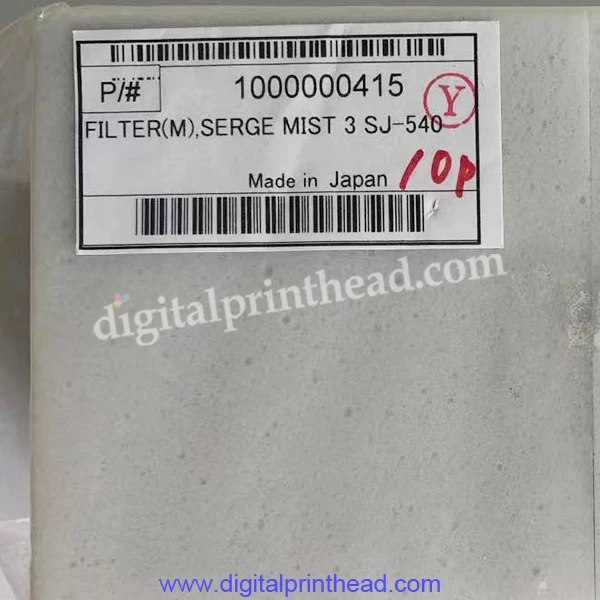 P/#
1000000415
Y
FILTER(M),SERGE MIST 3 SJ-540
Made in Japan
10p
digitalprinthead.com
www.digitalprinthead.com